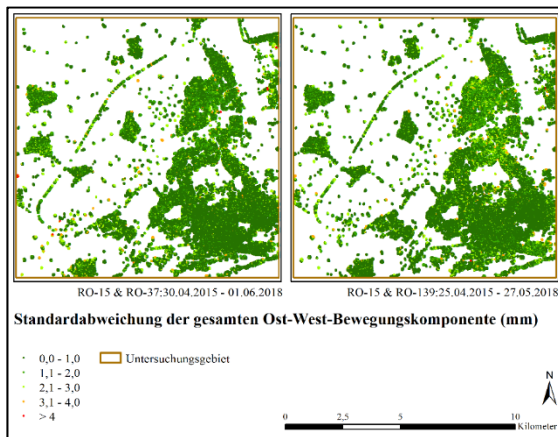 RO-15 & RO-37:30.04.2015 - 01.06.2018
RO-15 & RO-139:25.04.2015 - 27.05.2018
Standardabweichung der gesamten Ost-West-Bewegungskomponente (mm)
0,0 - 1,0
1,1 - 2,0
2,1 - 3,0
3,1 - 4,0
> 4
Untersuchungsgebiet
N
0 2,5 5 10
Kilometer